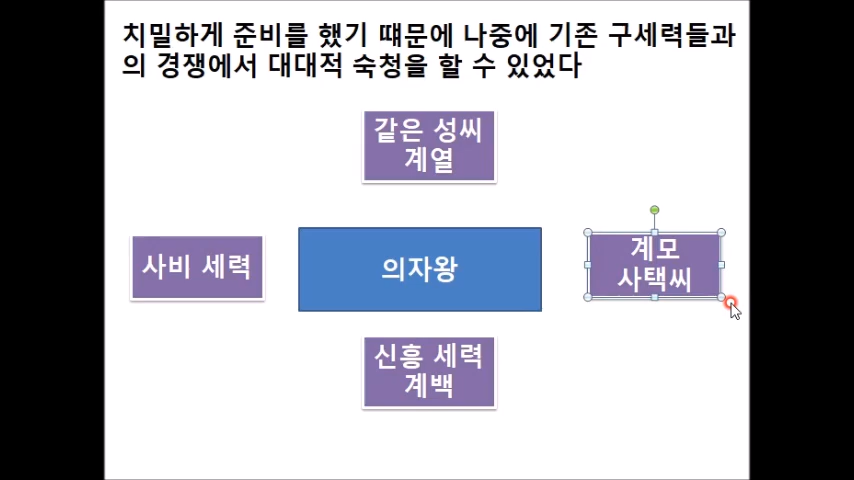 치밀하게 준비를 했기 떄문에 나중에 기존 구세력들과
의 경쟁에서 대대적 숙청을 할 수 있었다
같은 성씨
계열
사비 세력
의자왕
계모
사택씨
신흥 세력
계백